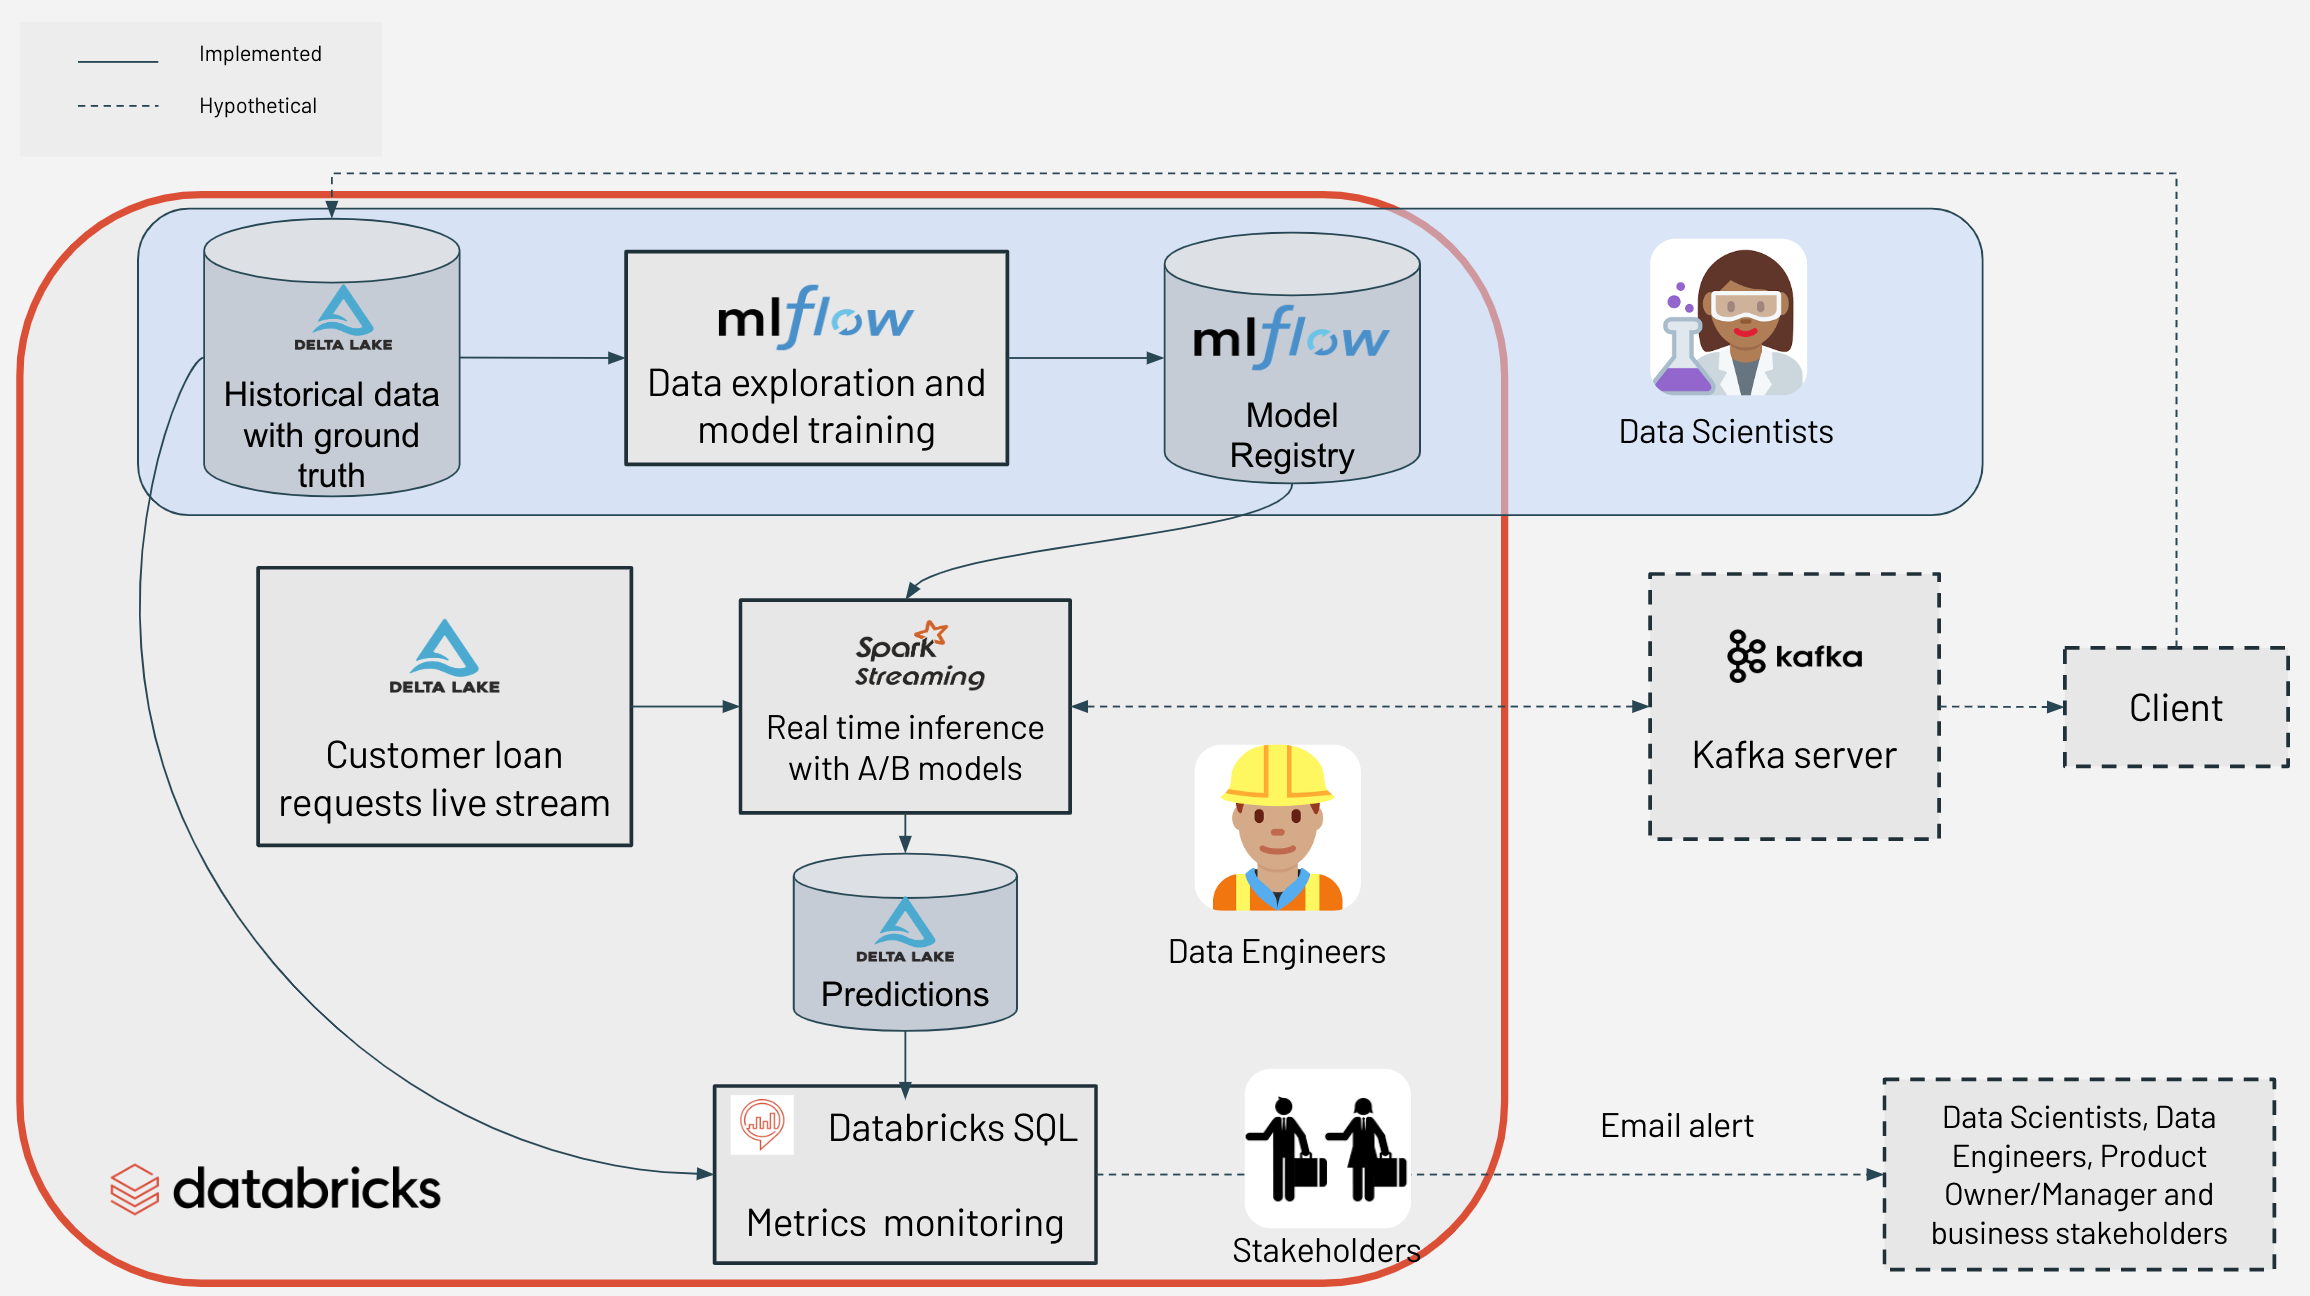 Implemented
Hypothetical
DELTA LAKE
Historical data
with ground
truth
mlflow
Data exploration and
model training
mlflow
Model
Registry
Data Scientists
DELTA LAKE
Customer loan
requests live stream
Spark
Streaming
Real time inference
with A/B models
kafka
Kafka server
Client
Data Engineers
DELTA LAKE
Predictions
databricks
Databricks SQL
Metrics monitoring
Stakeholders
Email alert
Data Scientists, Data
Engineers, Product
Owner/Manager and
business stakeholders